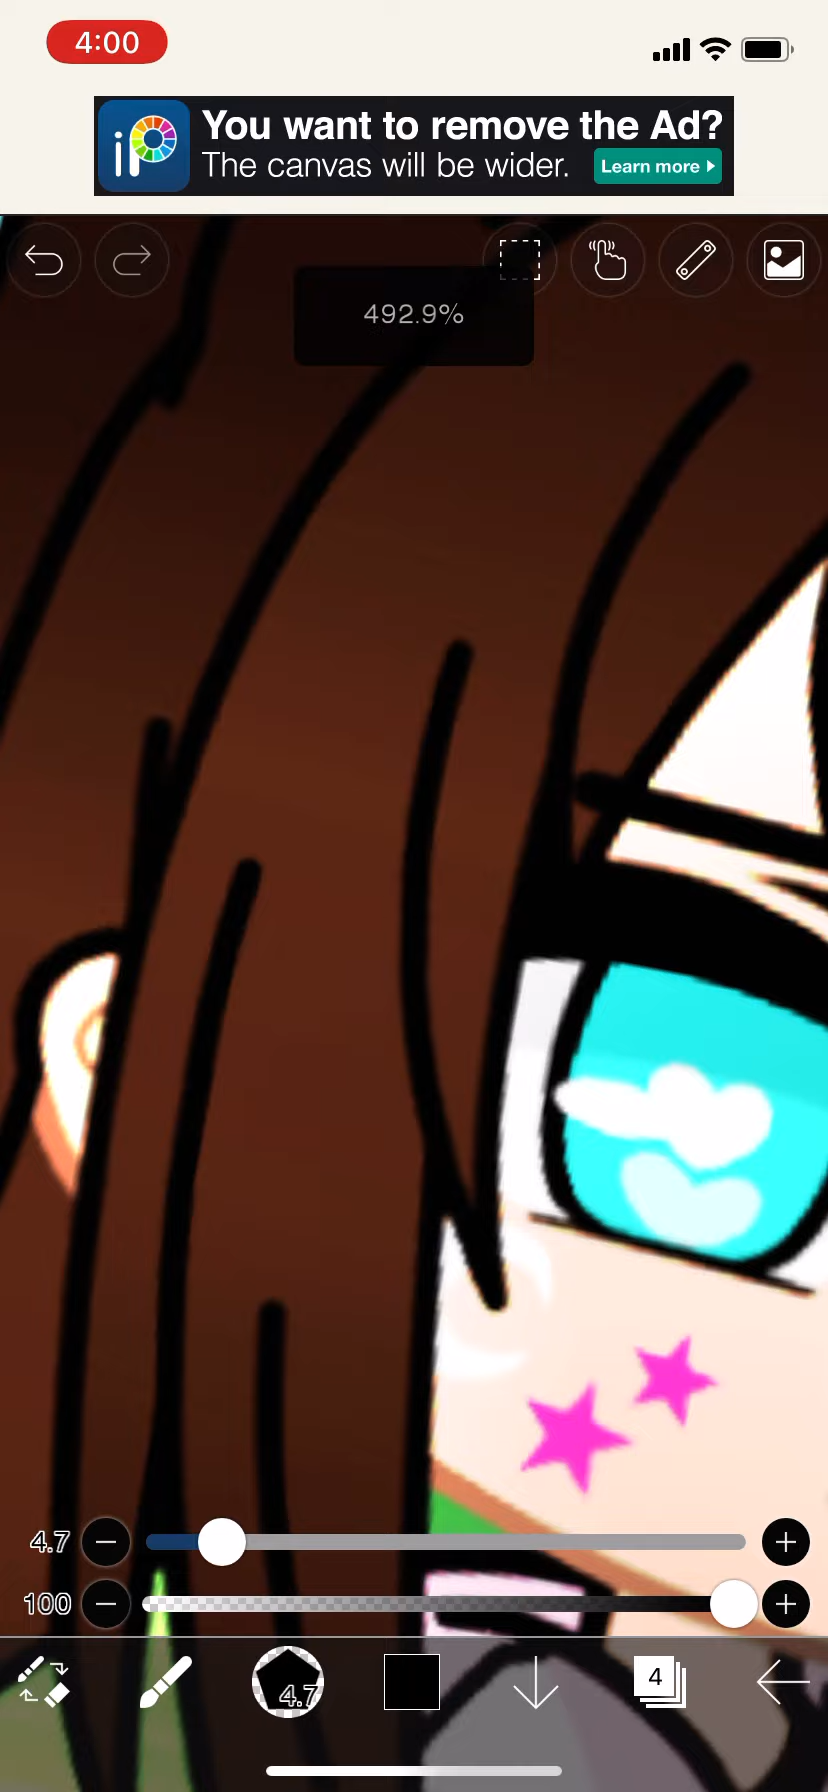 4:00
iP
You want to remove the Ad?
The canvas will be wider.
Learn more
492.9%
4.7
100
4.7
4